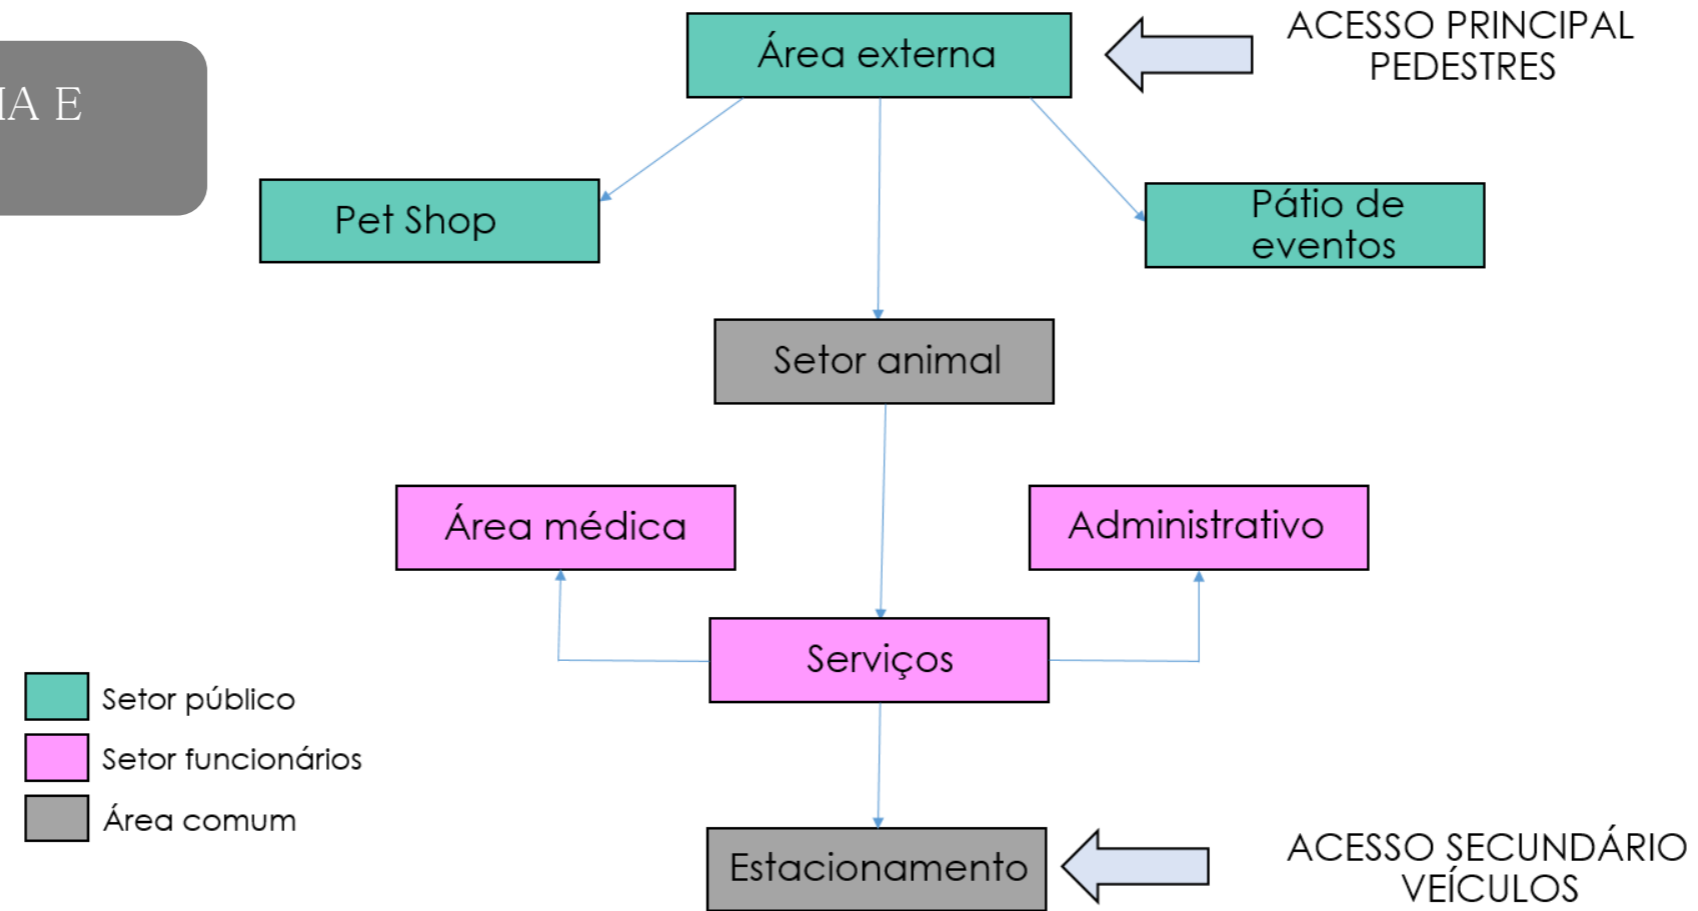 ACESSO PRINCIPAL
PEDESTRES
Área externa
E
Pet Shop
Pátio de
eventos
Setor animal
Área médica
Administrativo
Serviços
Setor público
Setor funcionários
Área comum
Estacionamento
ACESSO SECUNDÁRIO
VEÍCULOS